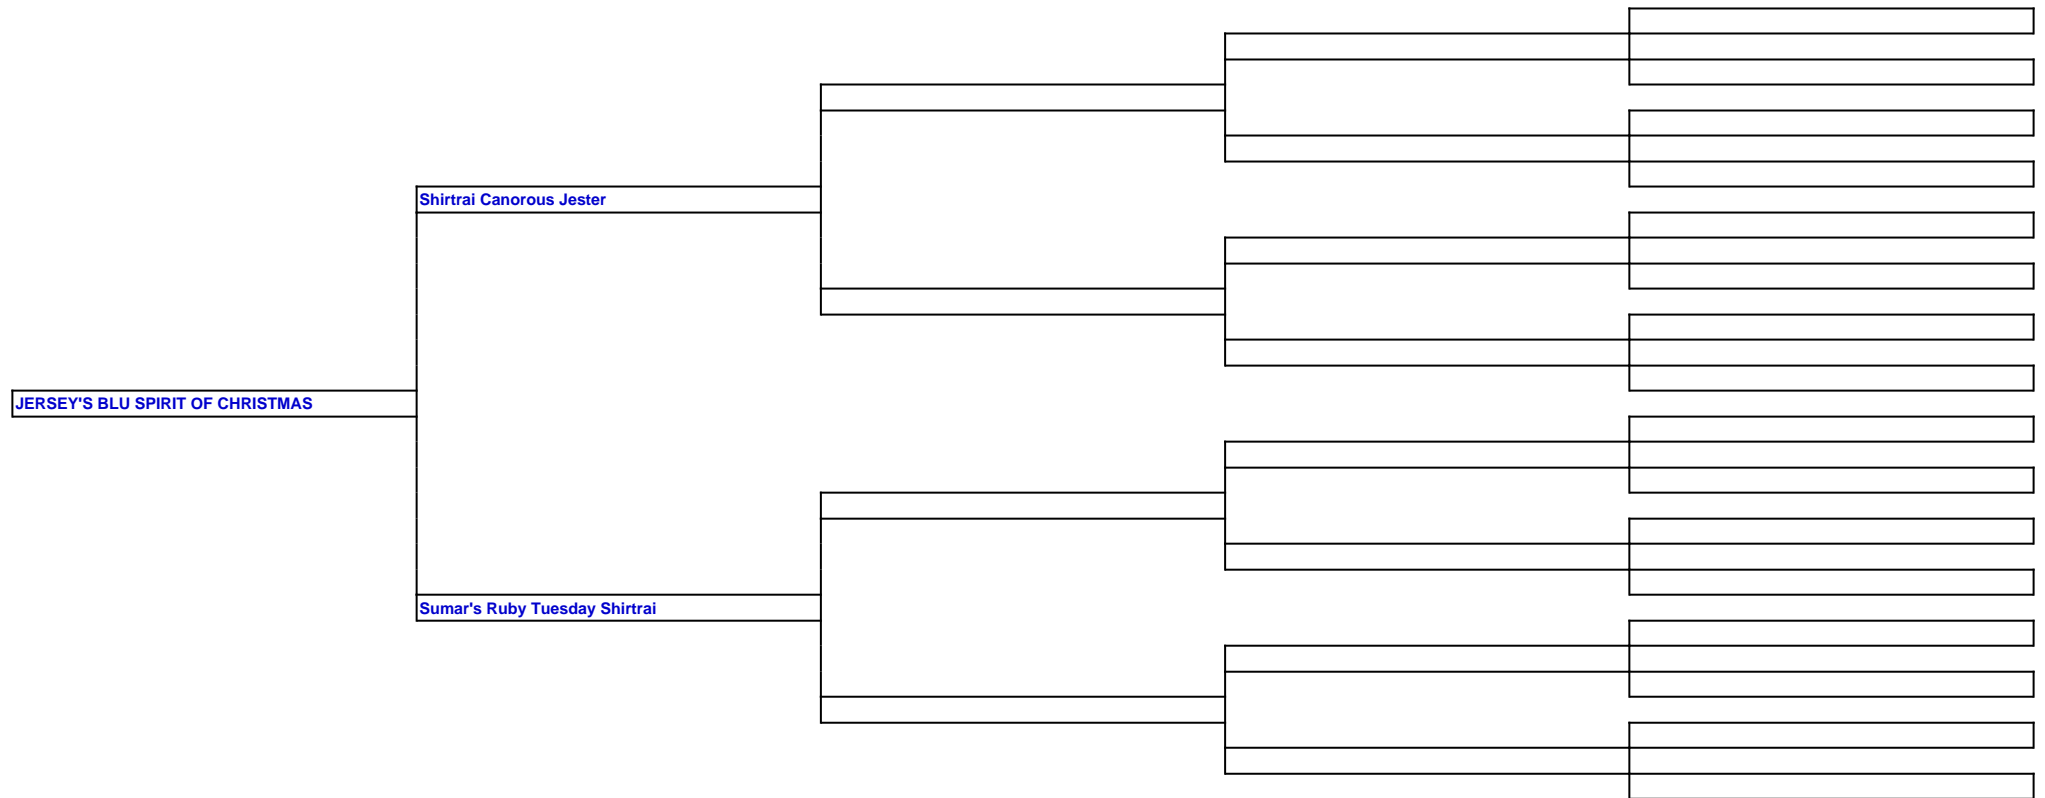 Shirtrai Canorous Jester
JERSEY'S BLU SPIRIT OF CHRISTMAS
Sumar's Ruby Tuesday Shirtrai